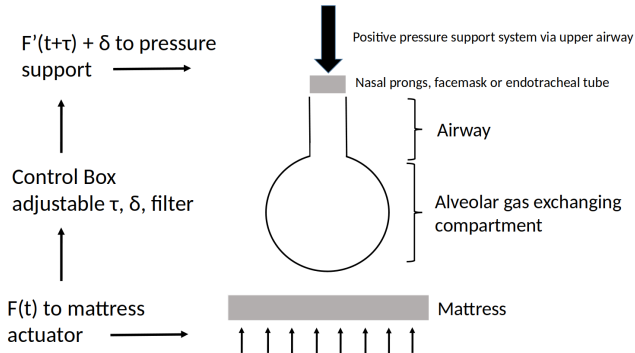 F’(t+τ) + δ to pressure
support
Positive pressure support system via upper airway
Nasal prongs, facemask or endotracheal tube
Airway
Control Box
adjustable τ, δ, filter
Alveolar gas exchanging
compartment
F(t) to mattress
actuator
Mattress